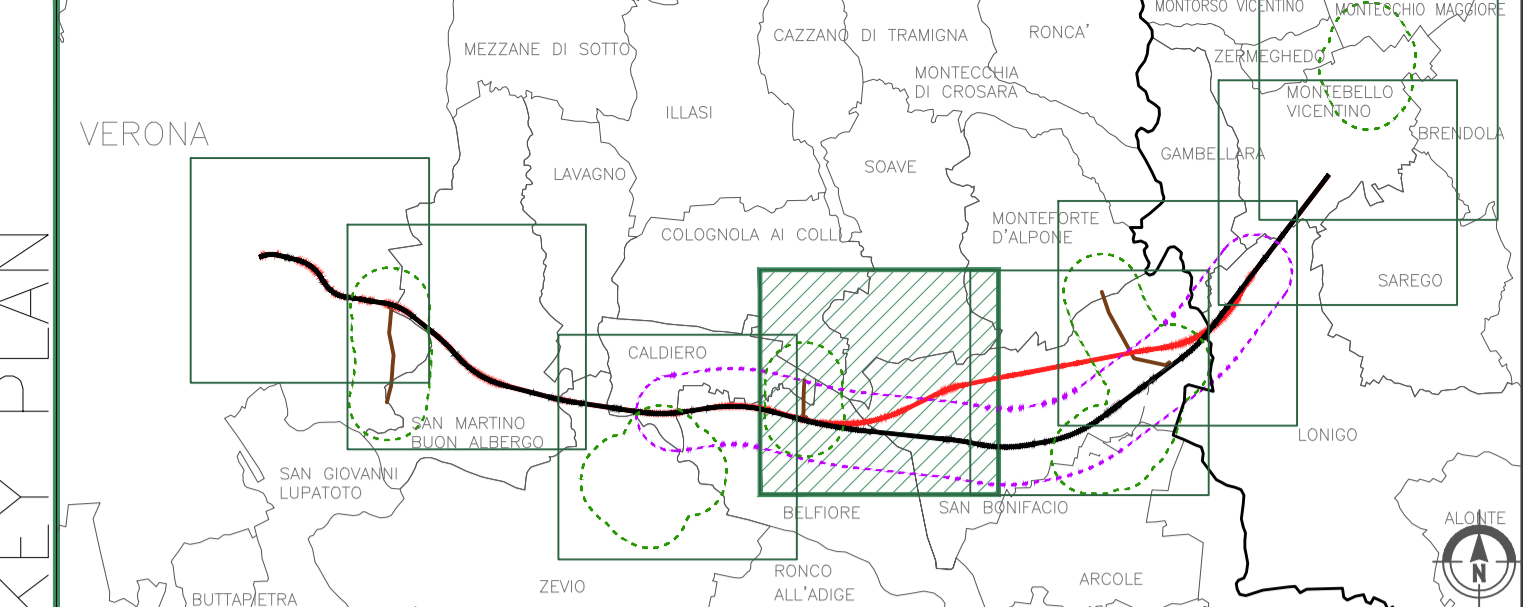 KEY PLAN
MONTORSO VICENTINO
MONTECCHIO MAGGIORE
MEZZANE DI SOTTO
CAZZANO DI TRAMIGNA
RONCA'
ZERMEGHEDO
MONTECCHIA
DI CROSARA
MONTEBELLO
VICENTINO
ILLASI
VERONA
BRENDOLA
GAMBELLARA
SOAVE
LAVAGNO
MONTEFORTE
D'ALPONE
COLOGNOLA AI COLLI
SAREGO
CALDIERO
SAN MARTINO
BUON ALBERGO
LONIGO
SAN GIOVANNI
LUPATOTO
BELFIORE
SAN BONIFACIO
ALONTE
N
RONCO
ALL'ADIGE
ARCOLE
ZEVIO
BUTTAPIETRA